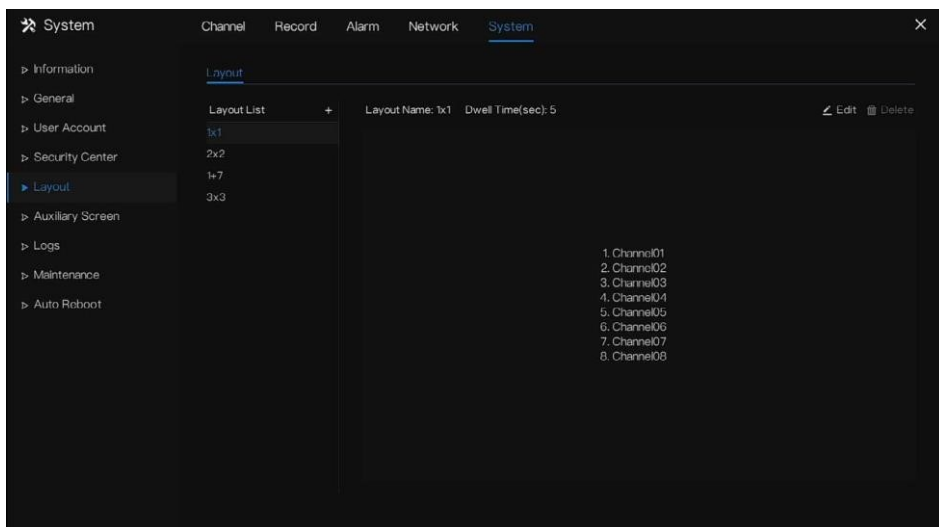 System
Channel Record Alarm Network System
Information
General
User Account
Security Center
Layout
Auxiliary Screen
Logs
Maintenance
Auto Reboot
Layout
Layout List +
1x1
2x2
1+7
3x3
Layout Name: 1x1 Dwell Time(sec): 5
Edit Delete
1. Channel01
2. Channel02
3. Channel03
4. Channel04
5. Channel05
6. Channel06
7. Channel07
8. Channel08